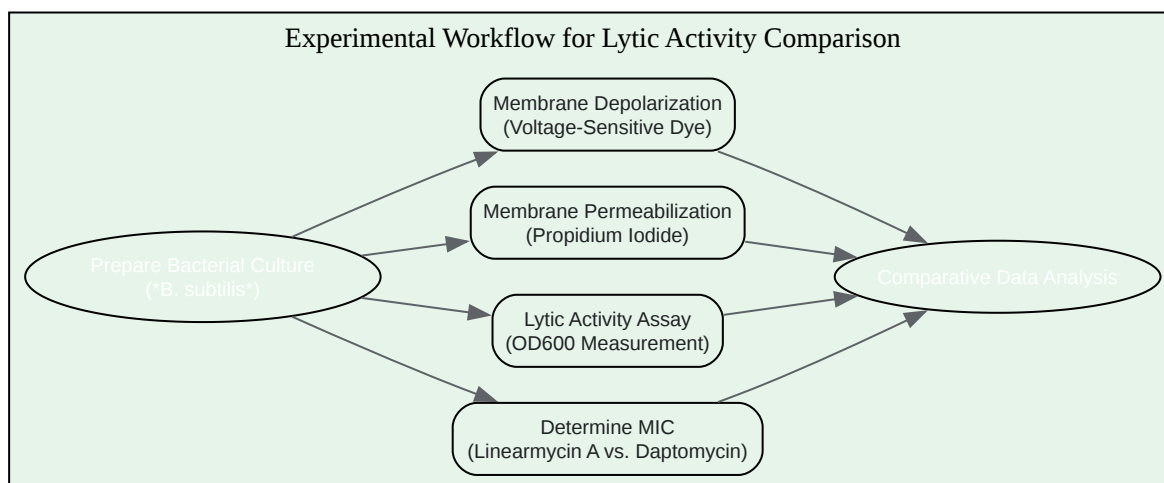 Experimental Workflow for Lytic Activity Comparison
Membrane Depolarization
(Voltage-Sensitive Dye)
Membrane Permeabilization
(Propidium Iodide)
Prepare Bacterial Culture
(*B. subtilis*)
Comparative Data Analysis
Lytic Activity Assay
(OD600 Measurement)
Determine MIC
(Linearmycin A vs. Daptomycin)